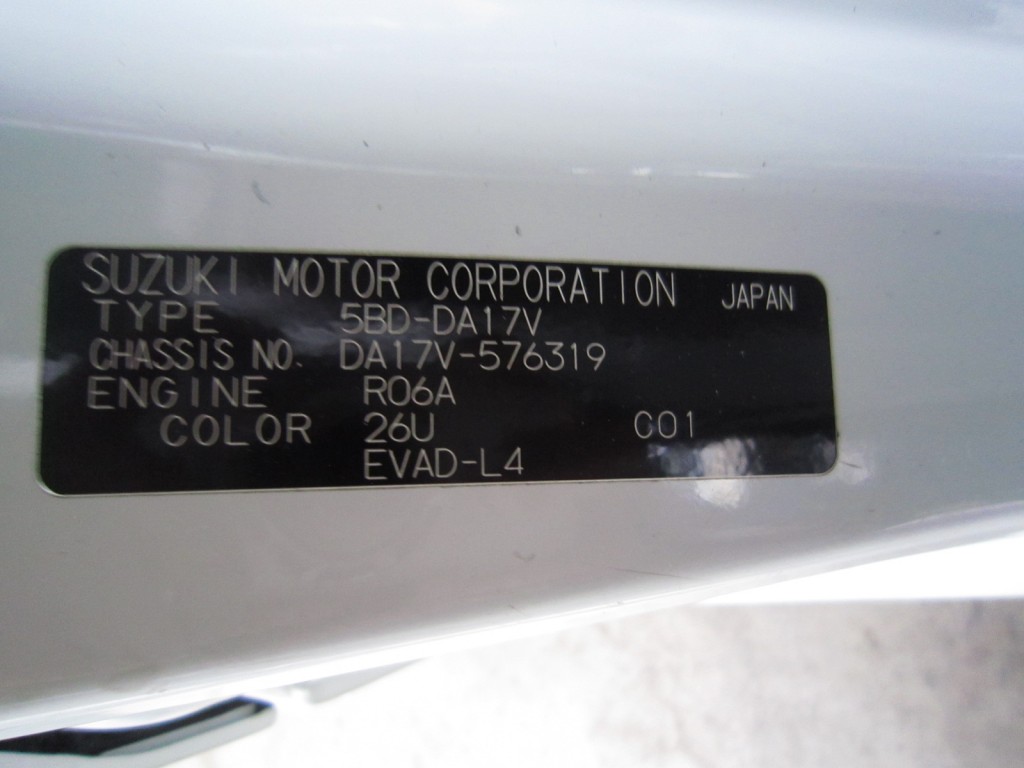 SUZUKI MOTOR CORPORATION JAPAN
TYPE 5BD-DA17V
CHASSIS NO. DA17V-576319
ENGINE R06A
COLOR 26U C01
EVAD-L4